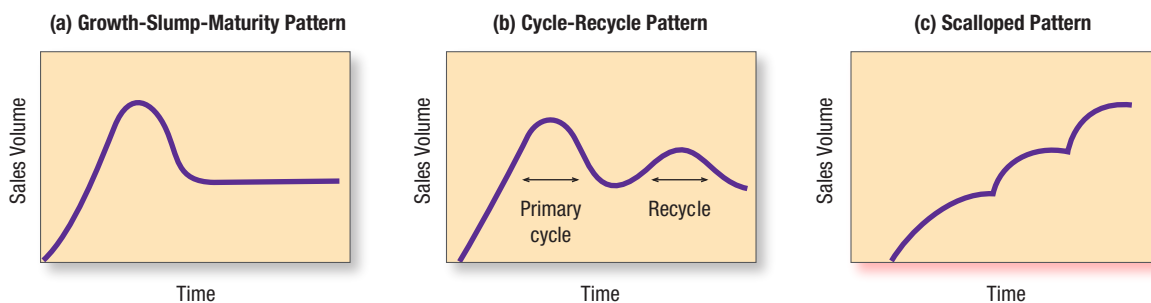 (a) Growth-Slump-Maturity Pattern
Sales Volume
Time
(b) Cycle-Recycle Pattern
Sales Volume
Primary
cycle
Recycle
Time
(c) Scalloped Pattern
Sales Volume
Time